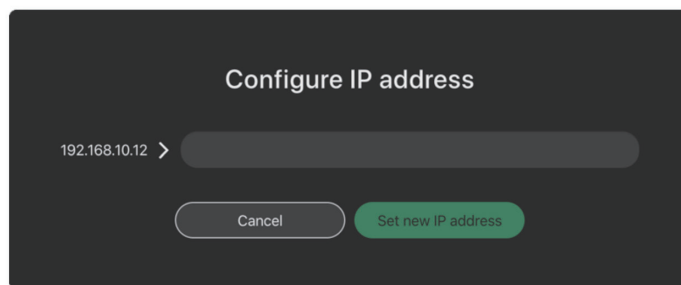 Configure IP address
192.168.10.12
Cancel
Set new IP address